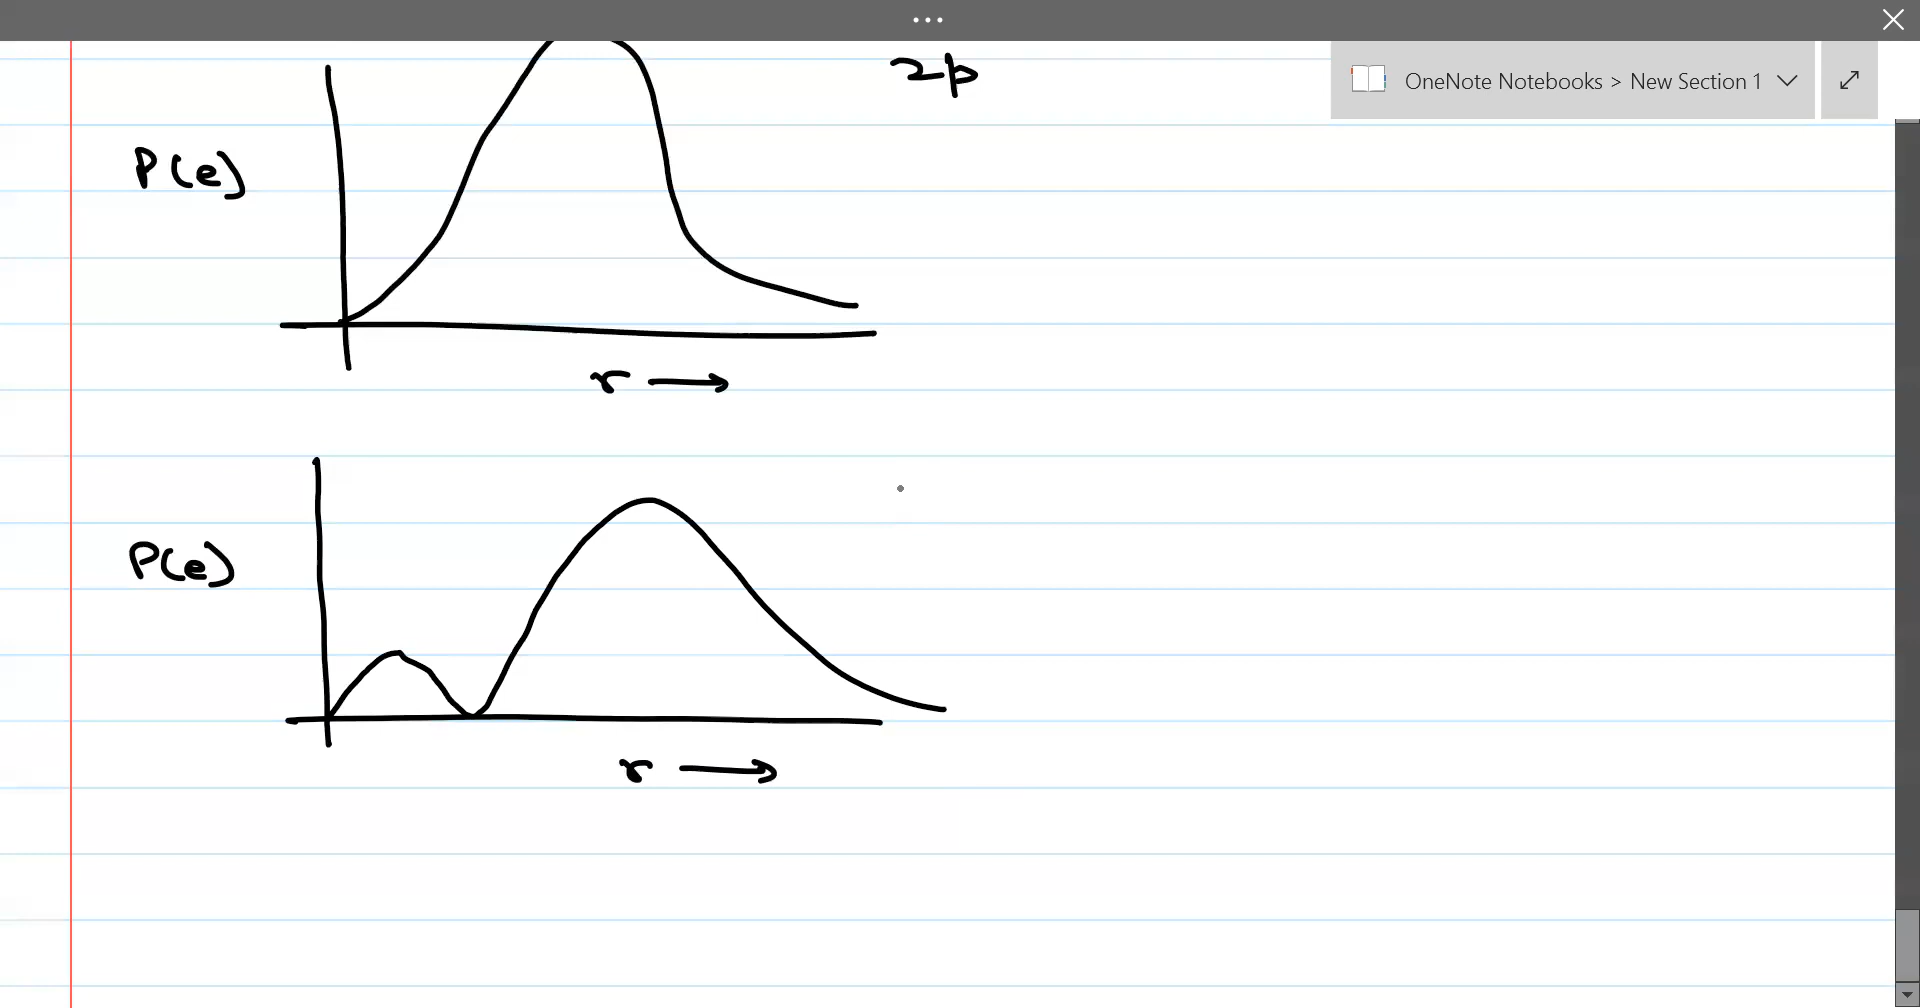 2p
OneNote Notebooks > New Section 1
P(e)
r →
P(e)
r →